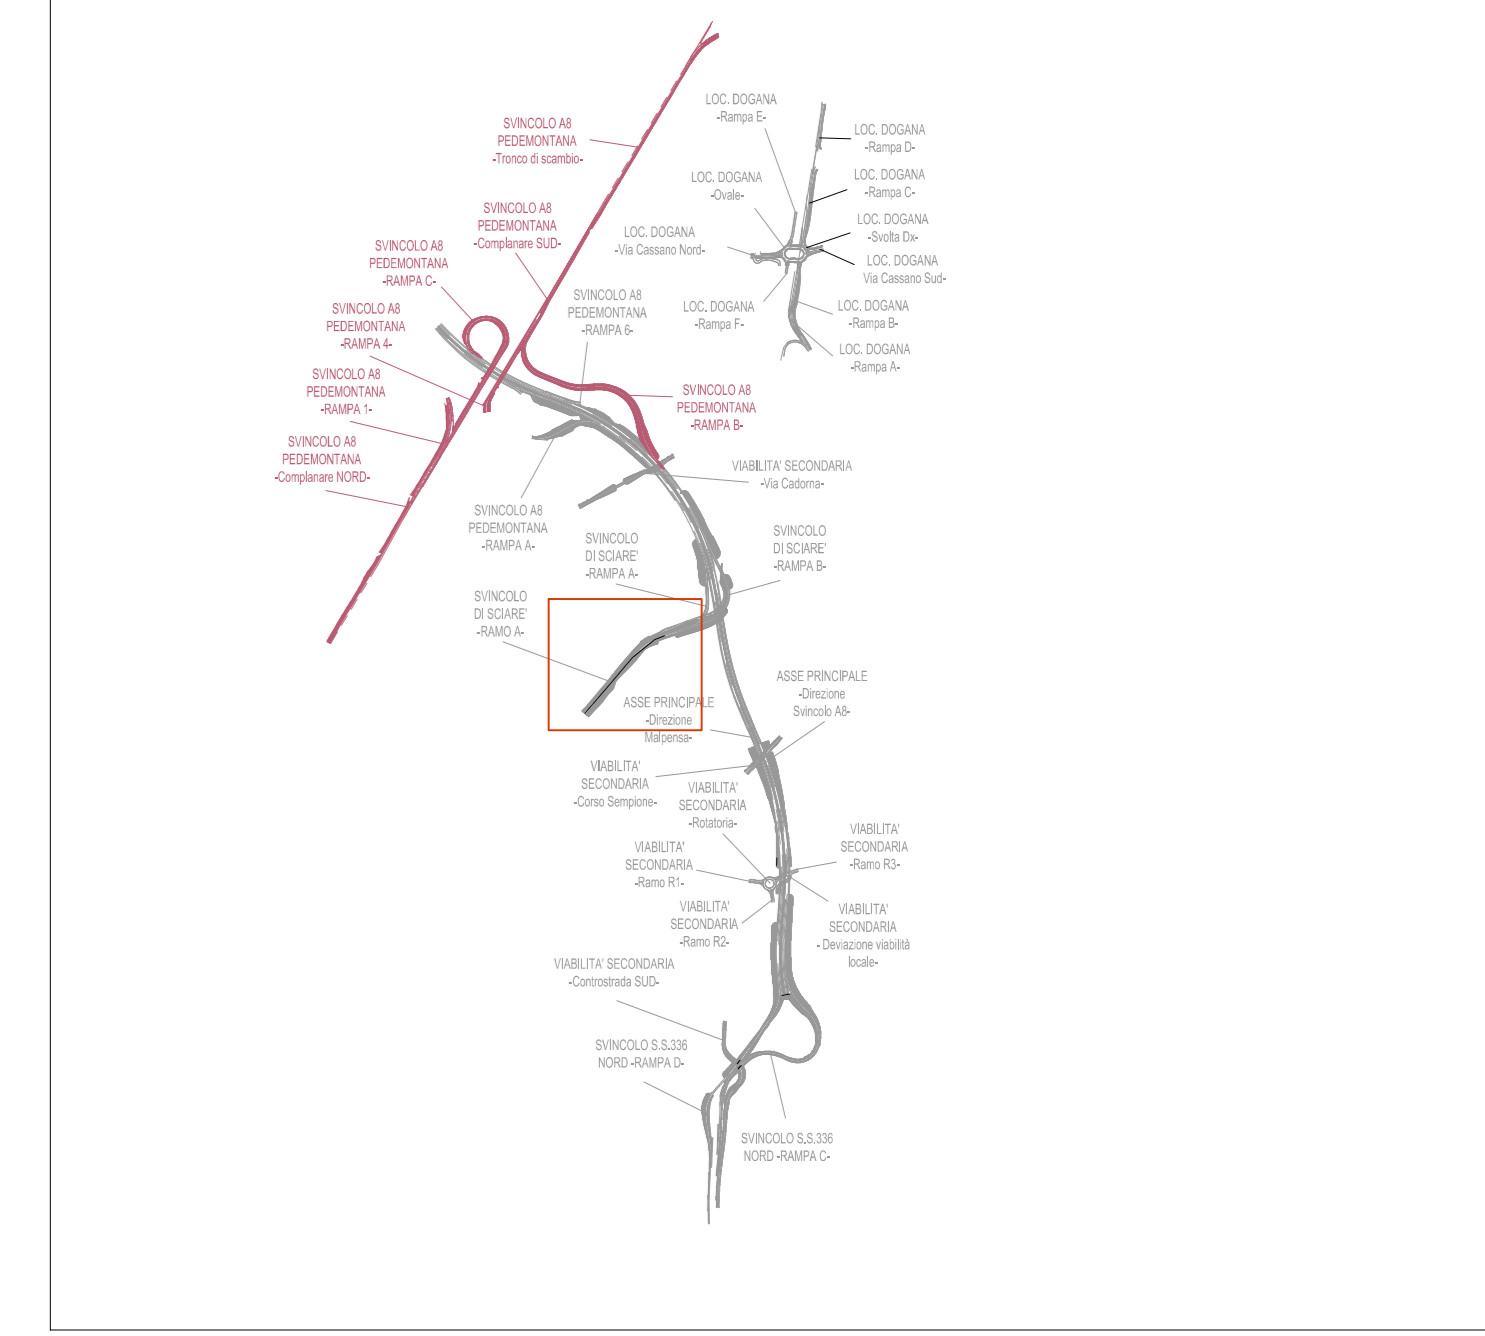 LOC. DOGANA
-Rampa E-
SVINCOLO A8
PEDEMONTANA
-Tronco di scambio-
LOC. DOGANA
-Rampa D-
LOC. DOGANA
-Ovale-
LOC. DOGANA
-Rampa C-
SVINCOLO A8
PEDEMONTANA
-Complanare SUD-
LOC. DOGANA
-Via Cassano Nord-
LOC. DOGANA
-Svolta Dx-
SVINCOLO A8
PEDEMONTANA
-RAMPA C-
LOC. DOGANA
Via Cassano Sud-
SVINCOLO A8
PEDEMONTANA
-RAMPA 6-
SVINCOLO A8
PEDEMONTANA
-RAMPA 4-
LOC. DOGANA
-Rampa F-
LOC. DOGANA
-Rampa B-
LOC. DOGANA
-Rampa A-
SVINCOLO A8
PEDEMONTANA
-RAMPA 1-
SVINCOLO A8
PEDEMONTANA
-RAMPA B-
SVINCOLO A8
PEDEMONTANA
-Complanare NORD-
VIABILITA' SECONDARIA
-Via Cadorna-
SVINCOLO A8
PEDEMONTANA
-RAMPA A-
SVINCOLO
DI SCIARE'
-RAMPA A-
SVINCOLO
DI SCIARE'
-RAMPA B-
SVINCOLO
DI SCIARE'
-RAMO A-
ASSE PRINCIPALE
-Direzione
Malpensa-
ASSE PRINCIPALE
-Direzione
Svincolo A8-
VIABILITA'
SECONDARIA
-Corso Sempione-
VIABILITA'
SECONDARIA
-Rotatoria-
VIABILITA'
SECONDARIA
-Ramo R3-
VIABILITA'
SECONDARIA
-Ramo R1-
VIABILITA'
SECONDARIA
-Ramo R2-
VIABILITA'
SECONDARIA
- Deviazione viabilità
locale-
VIABILITA' SECONDARIA
-Controstrada SUD-
SVINCOLO S.S.336
NORD -RAMPA D-
SVINCOLO S.S.336
NORD -RAMPA C-